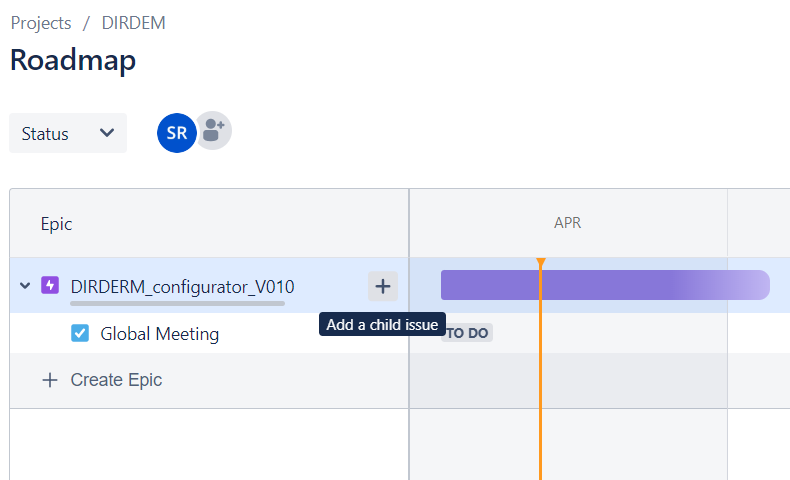 Projects / DIRDEM
Roadmap
Status
SR
Epic
APR
DIRDERM_configurator_V010
Add a child issue
Global Meeting
TO DO
Create Epic